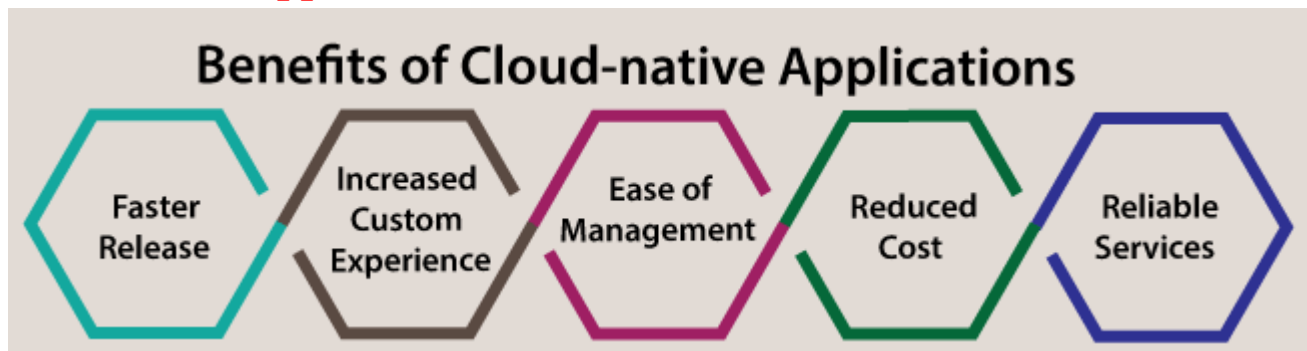 Benefits of Cloud-native Applications
Faster
Release
Increased
Custom
Experience
Ease of
Management
Reduced
Cost
Reliable
Services